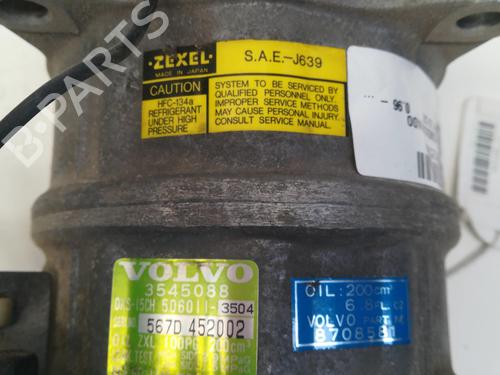 ZEXEL
MADE IN JAPAN
S.A.E.-J639
CAUTION
HFC-134a
REFRIGERANT
UNDER HIGH
PRESSURE
SYSTEM TO BE SERVICED BY
QUALIFIED PERSONNEL ONLY.
IMPROPER SERVICE METHODS
MAY CAUSE PERSONAL INJURY.
CONSULT SERVICE MANUAL.
0.96 - ...
VOLVO
3545088
DKS-15CH 506011-3504
567D 452002
ZXL 100PG 200cm³
OIL: 200cm³
VOLVO PART
8708581
B-PARTS